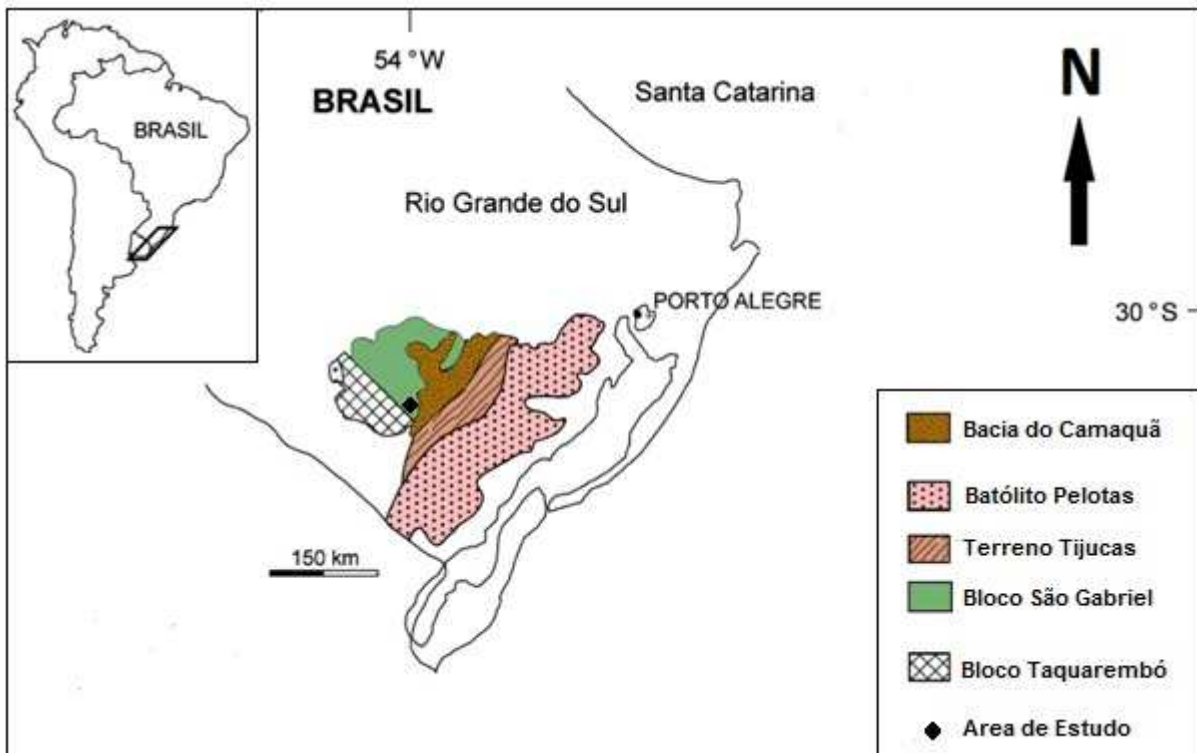 BRASIL
54 °W
BRASIL
Santa Catarina
N
Rio Grande do Sul
PORTO ALEGRE
30 °S
150 km
Bacia do Camaquã
Batólito Pelotas
Terreno Tijucas
Bloco São Gabriel
Bloco Taquarembó
Area de Estudo